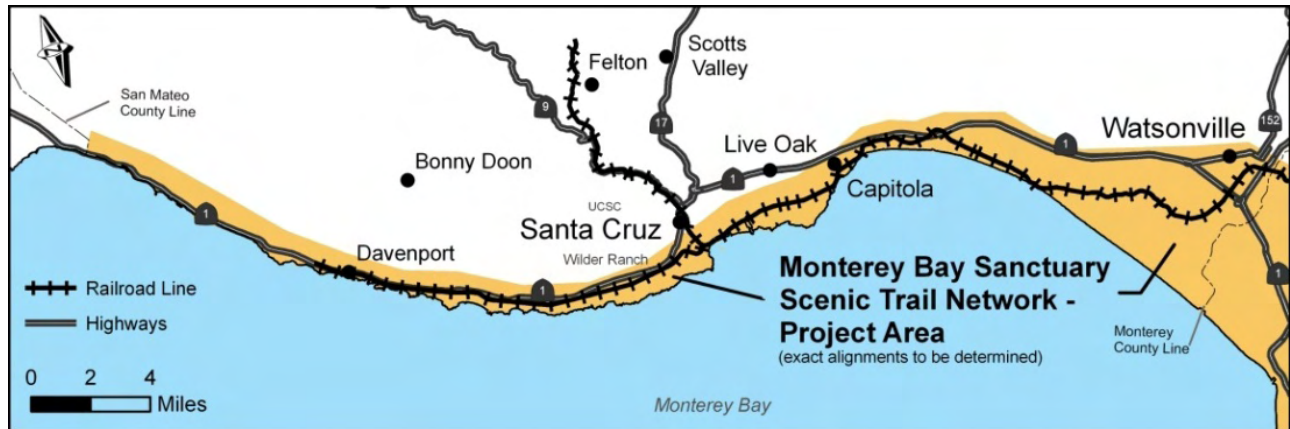 Scotts
Valley
Felton
San Mateo
County Line
9
17
152
Watsonville
Live Oak
1
1
Bonny Doon
Capitola
UCSC
Santa Cruz
1
Davenport
Wilder Ranch
1
1
Monterey Bay Sanctuary
Scenic Trail Network -
Project Area
(exact alignments to be determined)
Monterey
County Line
Railroad Line
Highways
0 2 4
Miles
Monterey Bay